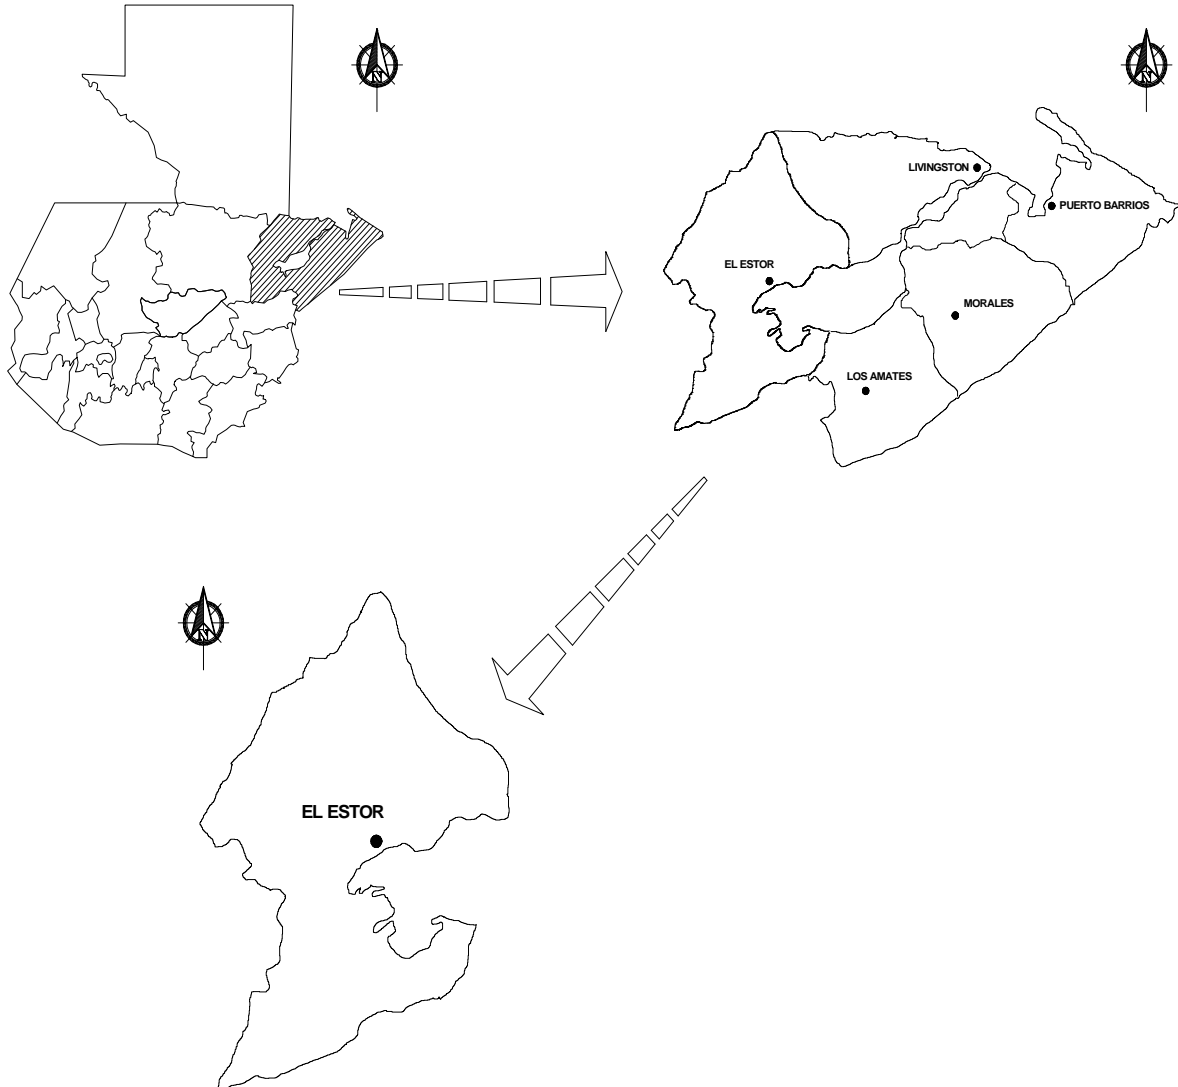 N
N
LIVINGSTON
PUERTO BARRIOS
EL ESTOR
MORALES
LOS AMATES
N
EL ESTOR